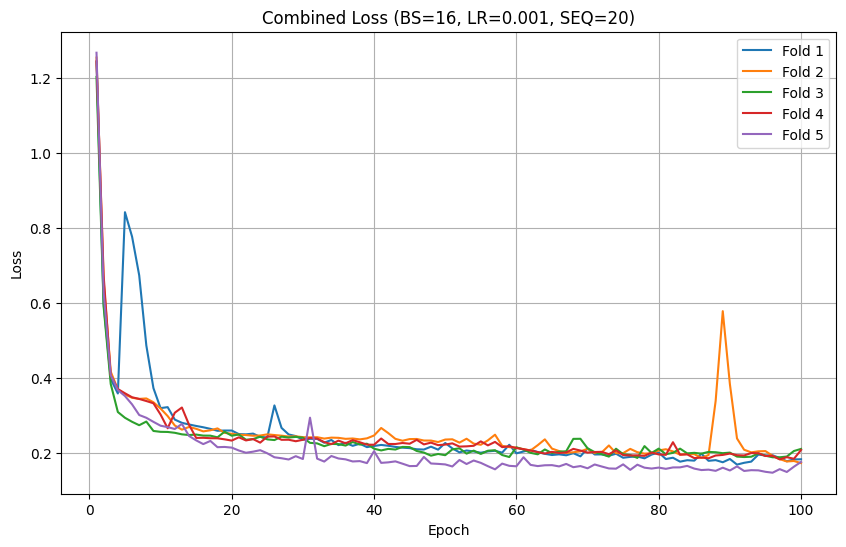 Combined Loss (BS=16, LR=0.001, SEQ=20)
Fold 1
Fold 2
Fold 3
Fold 4
Fold 5
Loss
1.2
1.0
0.8
0.6
0.4
0.2
0 20 40 60 80 100
Epoch